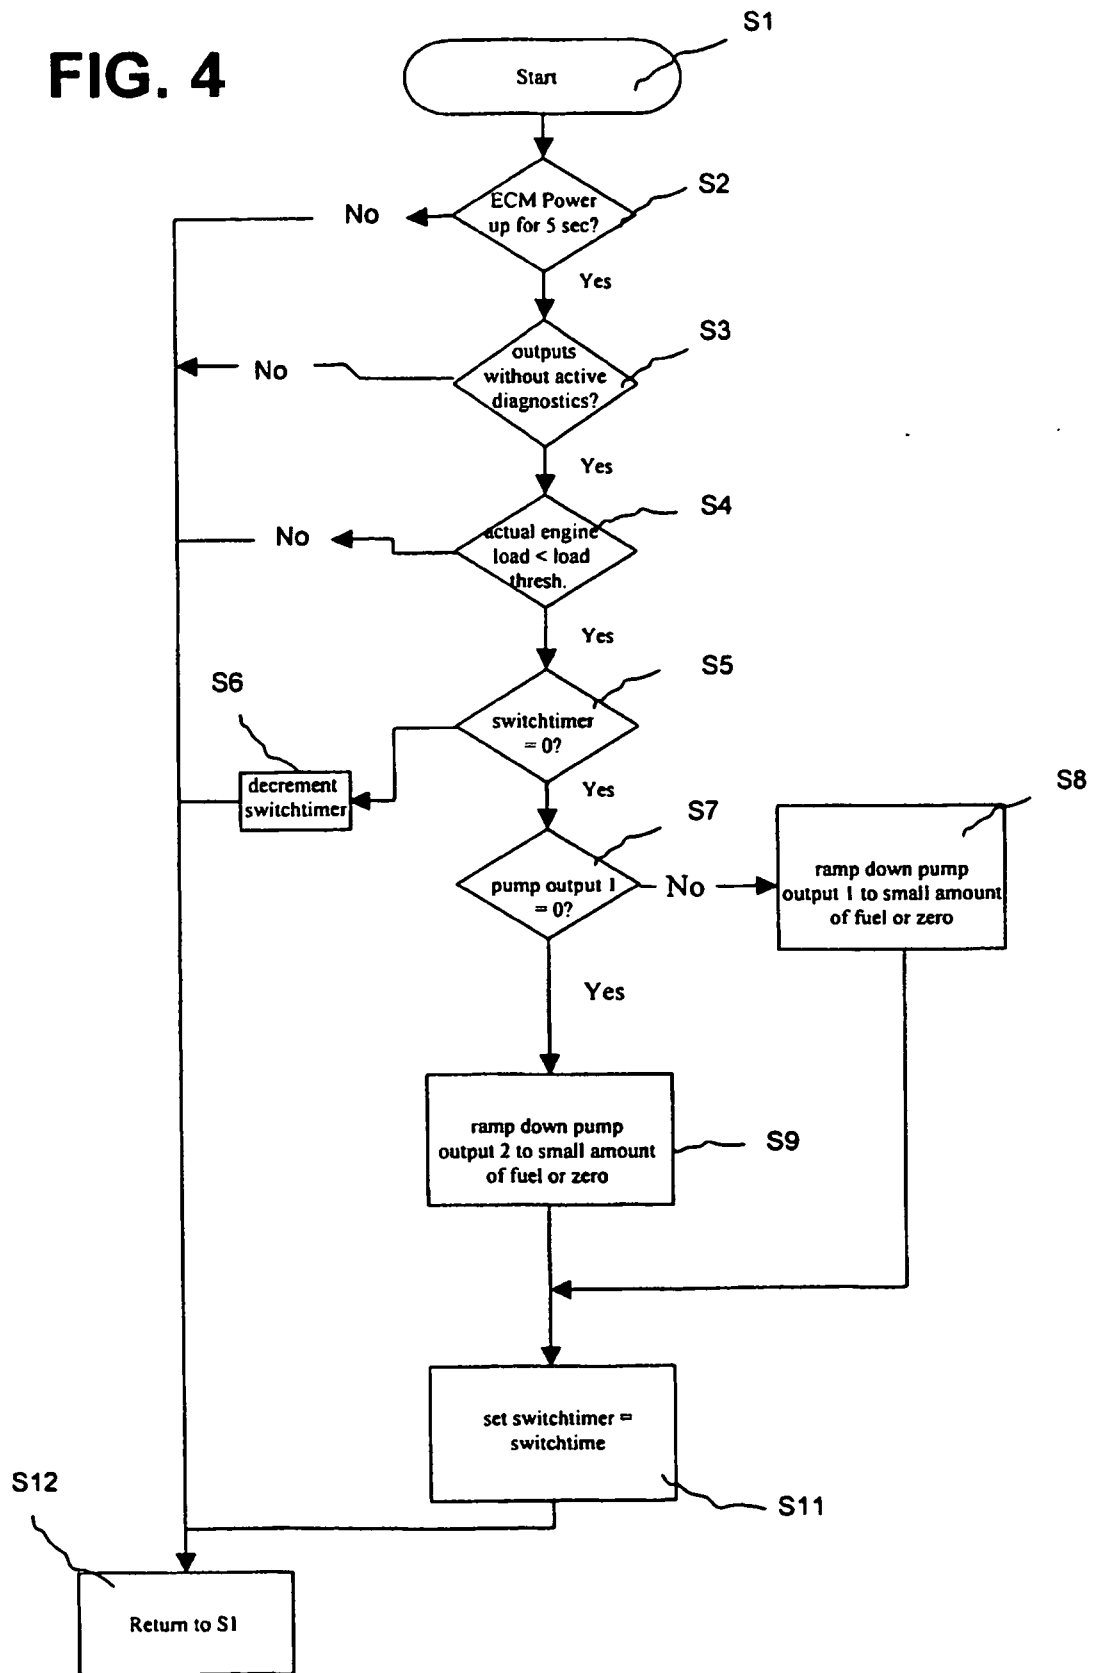 FIG. 4
S1
Start
S2
ECM Power
up for 5 sec?
No
Yes
S3
outputs
without active
diagnostics?
No
Yes
S4
actual engine
load < load
thresh.
No
Yes
S5
switchtimer
= 0?
S6
decrement
switchtimer
Yes
S7
pump output 1
= 0?
No
S8
ramp down pump
output 1 to small amount
of fuel or zero
Yes
ramp down pump
output 2 to small amount
of fuel or zero
S9
set switchtimer =
switchtime
S11
S12
Return to S1